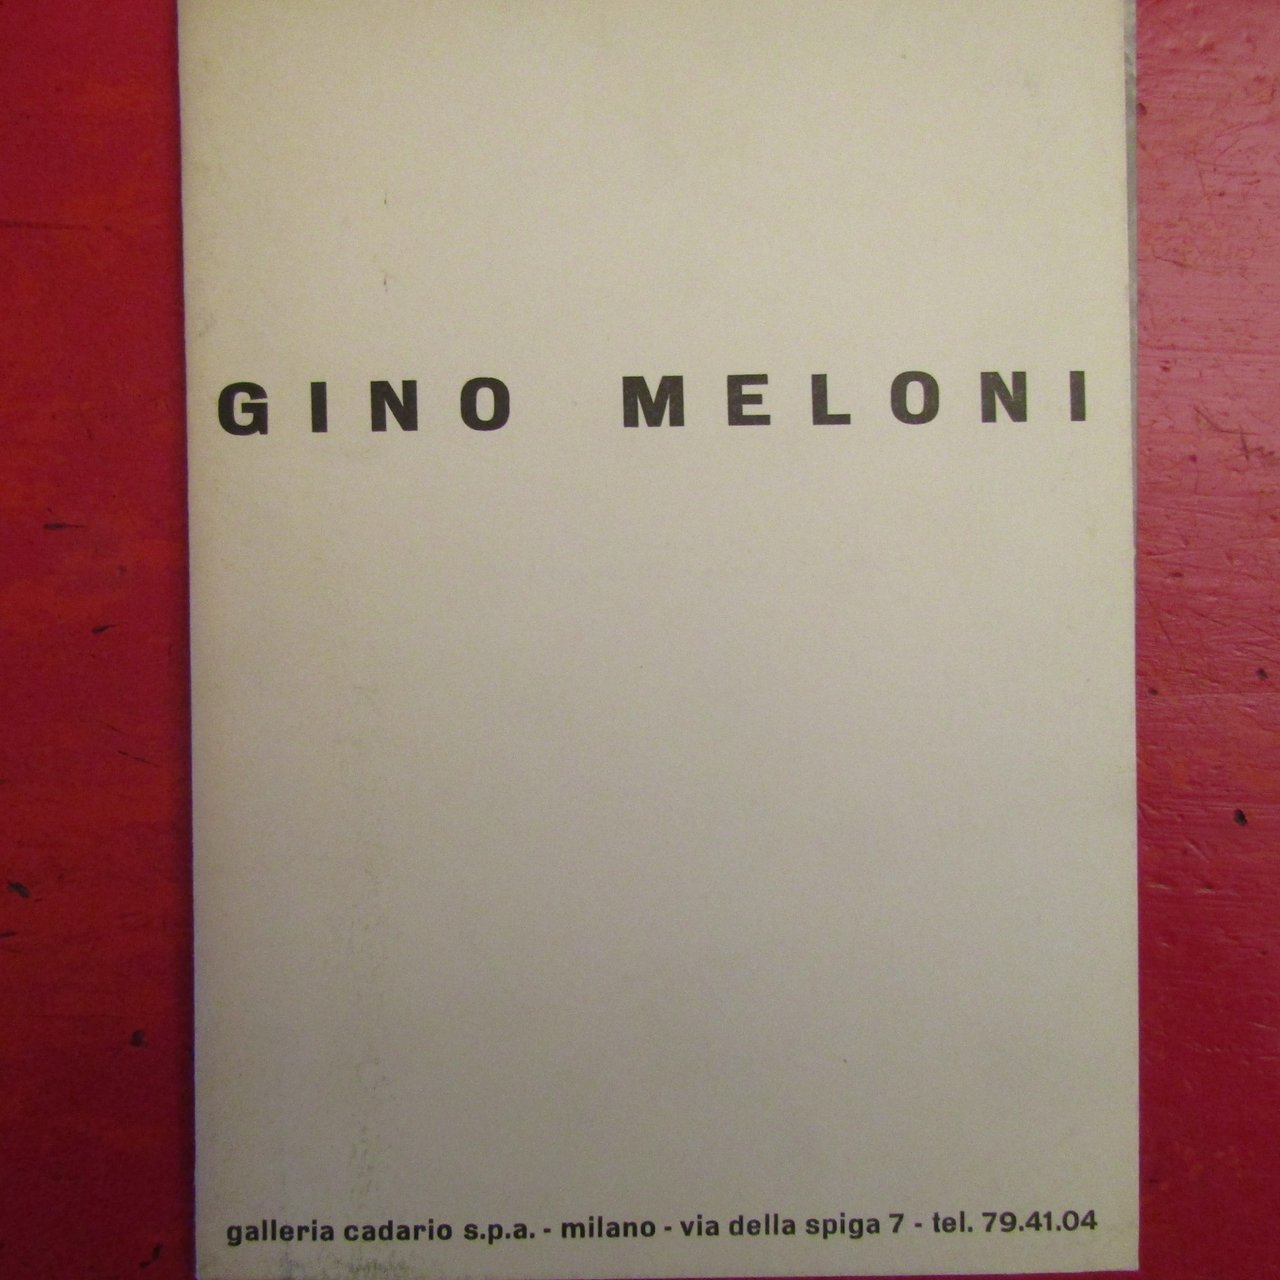 GINO MELONI
galleria cadario s.p.a. - milano - via della spiga 7 - tel. 79.41.04